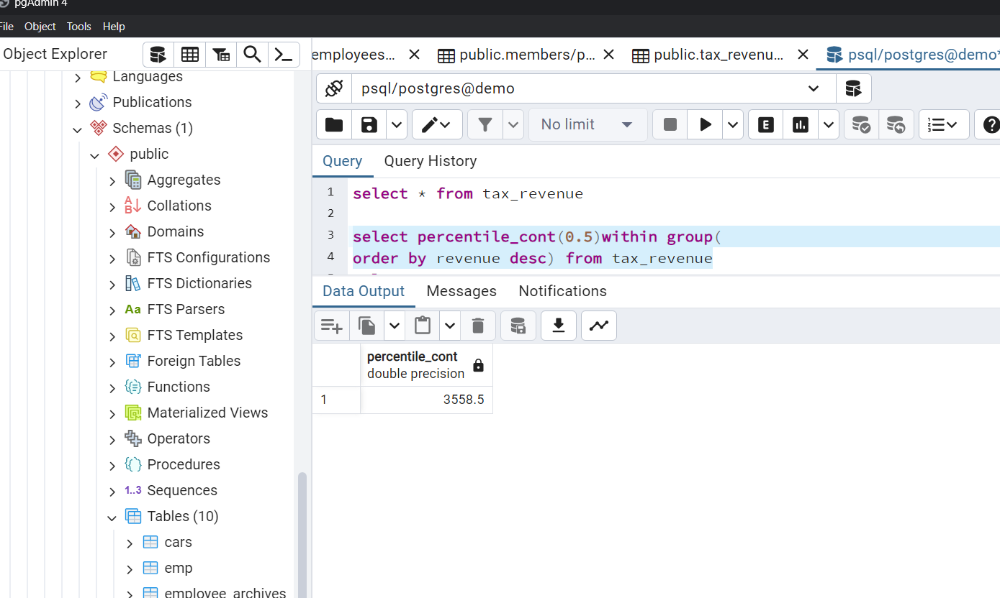 pgAdmin 4
File Object Tools Help
Object Explorer
employees...
public.members/p...
public.tax_revenu...
psql/postgres@demo*
Languages
Publications
Schemas (1)
public
Aggregates
Collations
Domains
FTS Configurations
FTS Dictionaries
Aa FTS Parsers
FTS Templates
Foreign Tables
Functions
Materialized Views
Operators
Procedures
1..3 Sequences
Tables (10)
cars
emp
employee_archives
psql/postgres@demo
No limit
E
Query Query History
1 select * from tax_revenue
2
3 select percentile_cont(0.5)within group(
4 order by revenue desc) from tax_revenue
Data Output Messages Notifications
percentile_cont
double precision
1 3558.5